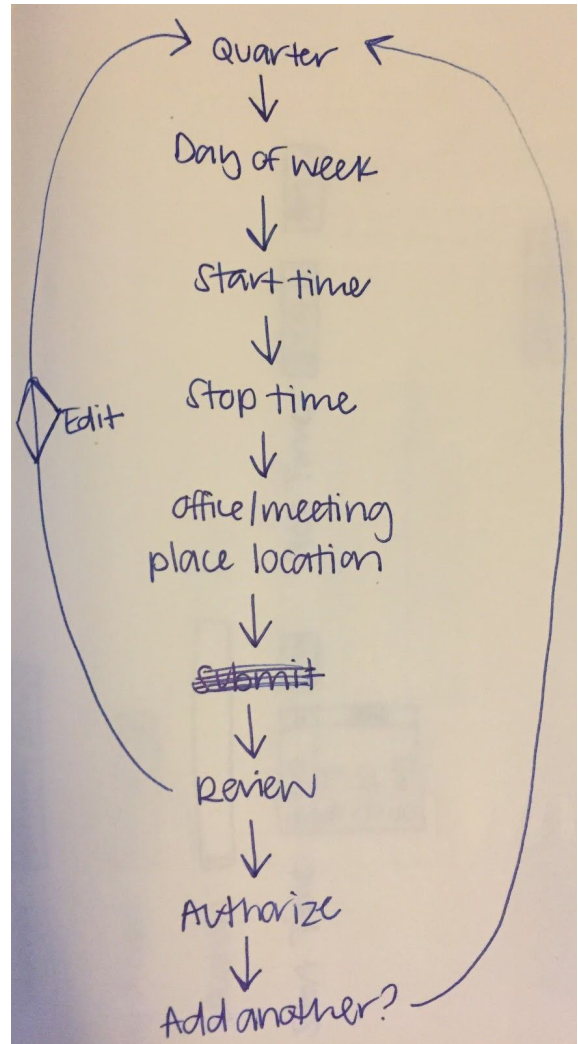 Quarter
Day of week
Start time
Stop time
Edit
office/meeting
place location
Submit
Review
Authorize
Add another?